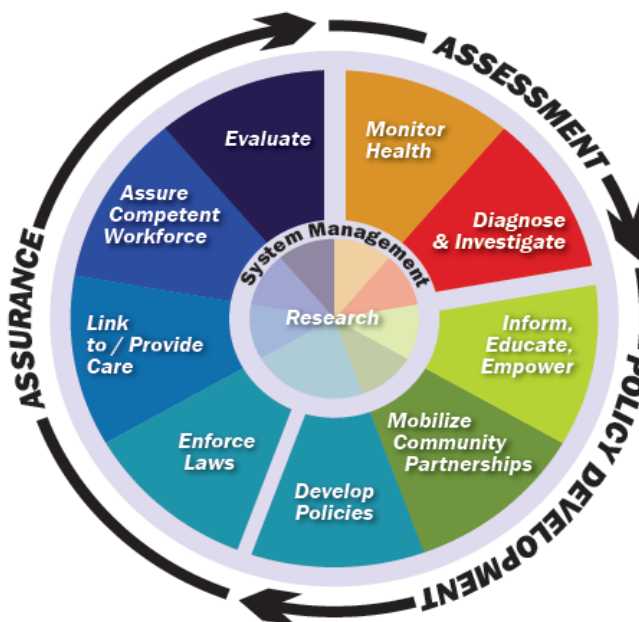 ASSESSMENT
Monitor
Health
Diagnose
& Investigate
POLICY DEVELOPMENT
Inform,
Educate,
Empower
Mobilize
Community
Partnerships
Develop
Policies
ASSURANCE
Enforce
Laws
Link
to / Provide
Care
Assure
Competent
Workforce
Evaluate
System Management
Research